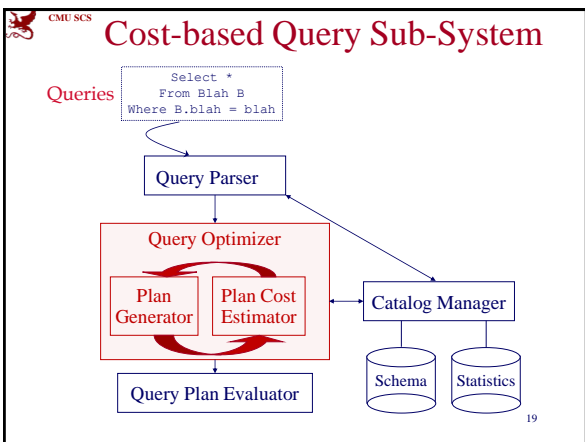 CMU SCS
Cost-based Query Sub-System
Queries
Select *
From Blah B
Where B.blah = blah
Query Parser
Query Optimizer
Plan
Generator
Plan Cost
Estimator
Catalog Manager
Query Plan Evaluator
Schema
Statistics
19